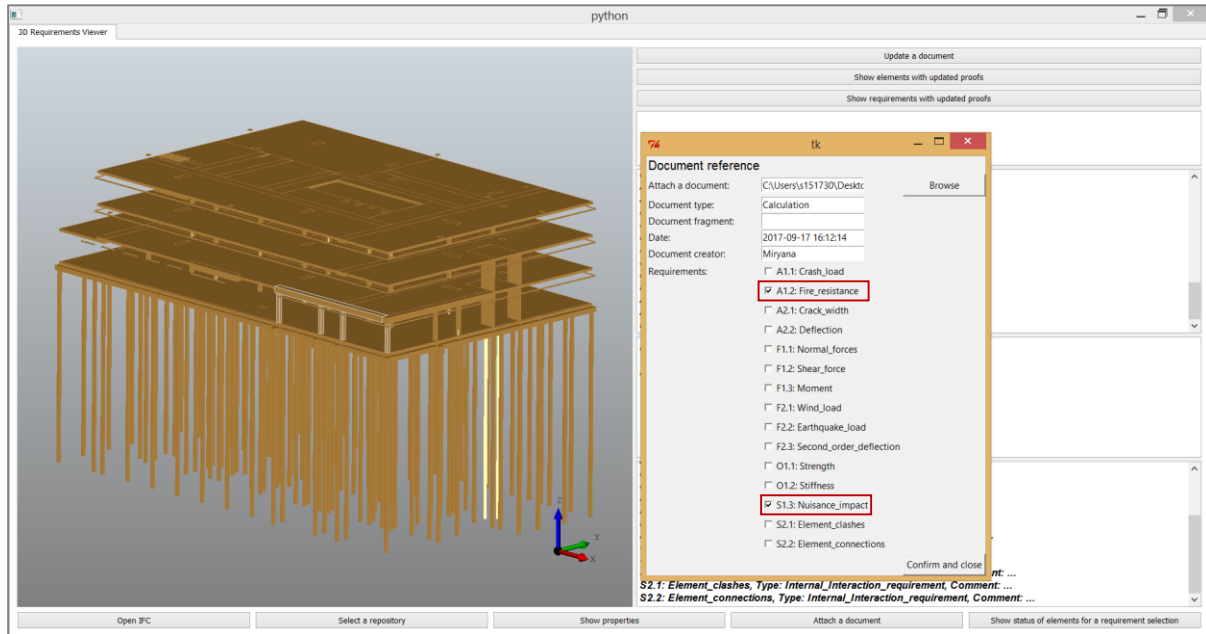 python
3D Requirements Viewer
Update a document
Show elements with updated proofs
Show requirements with updated proofs
tk
Document reference
Attach a document: C:\Users\s151730\Desktc Browse
Document type: Calculation
Document fragment:
Date: 2017-09-17 16:12:14
Document creator: Miryana
Requirements: A1.1: Crash_load
A1.2: Fire_resistance
A2.1: Crack_width
A2.2: Deflection
F1.1: Normal_forces
F1.2: Shear_force
F1.3: Moment
F2.1: Wind_load
F2.2: Earthquake_load
F2.3: Second_order_deflection
O1.1: Strength
O1.2: Stiffness
S1.3: Nuisance_impact
S2.1: Element_clashes
S2.2: Element_connections
Confirm and close
nt: ...
S2.1: Element_clashes, Type: Internal_Interaction_requirement, Comment: ...
S2.2: Element_connections, Type: Internal_Interaction_requirement, Comment: ...
Z
Y
X
Open IFC
Select a repository
Show properties
Attach a document
Show status of elements for a requirement selection